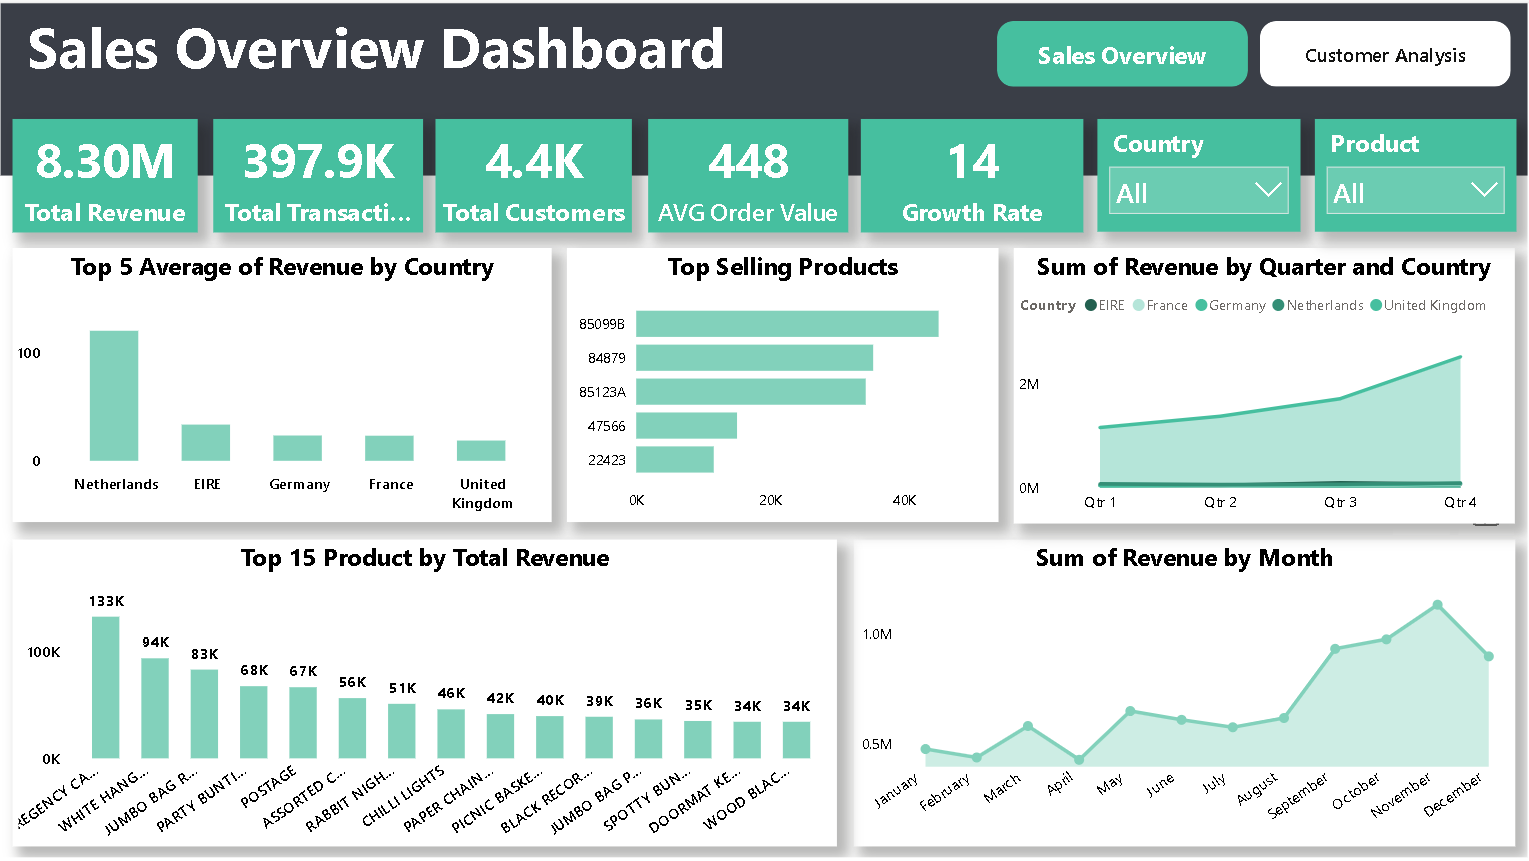 Sales Overview Dashboard
Sales Overview
Customer Analysis
8.30M
Total Revenue
397.9K
Total Transacti...
4.4K
Total Customers
448
AVG Order Value
14
Growth Rate
Country
All
Product
All
Top 5 Average of Revenue by Country
100
0
Netherlands
EIRE
Germany
France
United
Kingdom
Top Selling Products
85099B
84879
85123A
47566
22423
0K 20K 40K
Sum of Revenue by Quarter and Country
Country EIRE France Germany Netherlands United Kingdom
2M
0M
Qtr 1 Qtr 2 Qtr 3 Qtr 4
Top 15 Product by Total Revenue
100K
0K
133K 94K 83K 68K 67K 56K 51K 46K 42K 40K 39K 36K 35K 34K 34K
EGENCY CA...
WHITE HANG...
JUMBO BAG R...
PARTY BUNTI...
POSTAGE
ASSORTED C...
RABBIT NIGH...
CHILLI LIGHTS
PAPER CHAIN...
PICNIC BASKE...
BLACK RECOR...
JUMBO BAG P...
SPOTTY BUN...
DOORMAT KE...
WOOD BLAC...
Sum of Revenue by Month
1.0M
0.5M
January
February
March
April
May
June
July
August
September
October
November
December